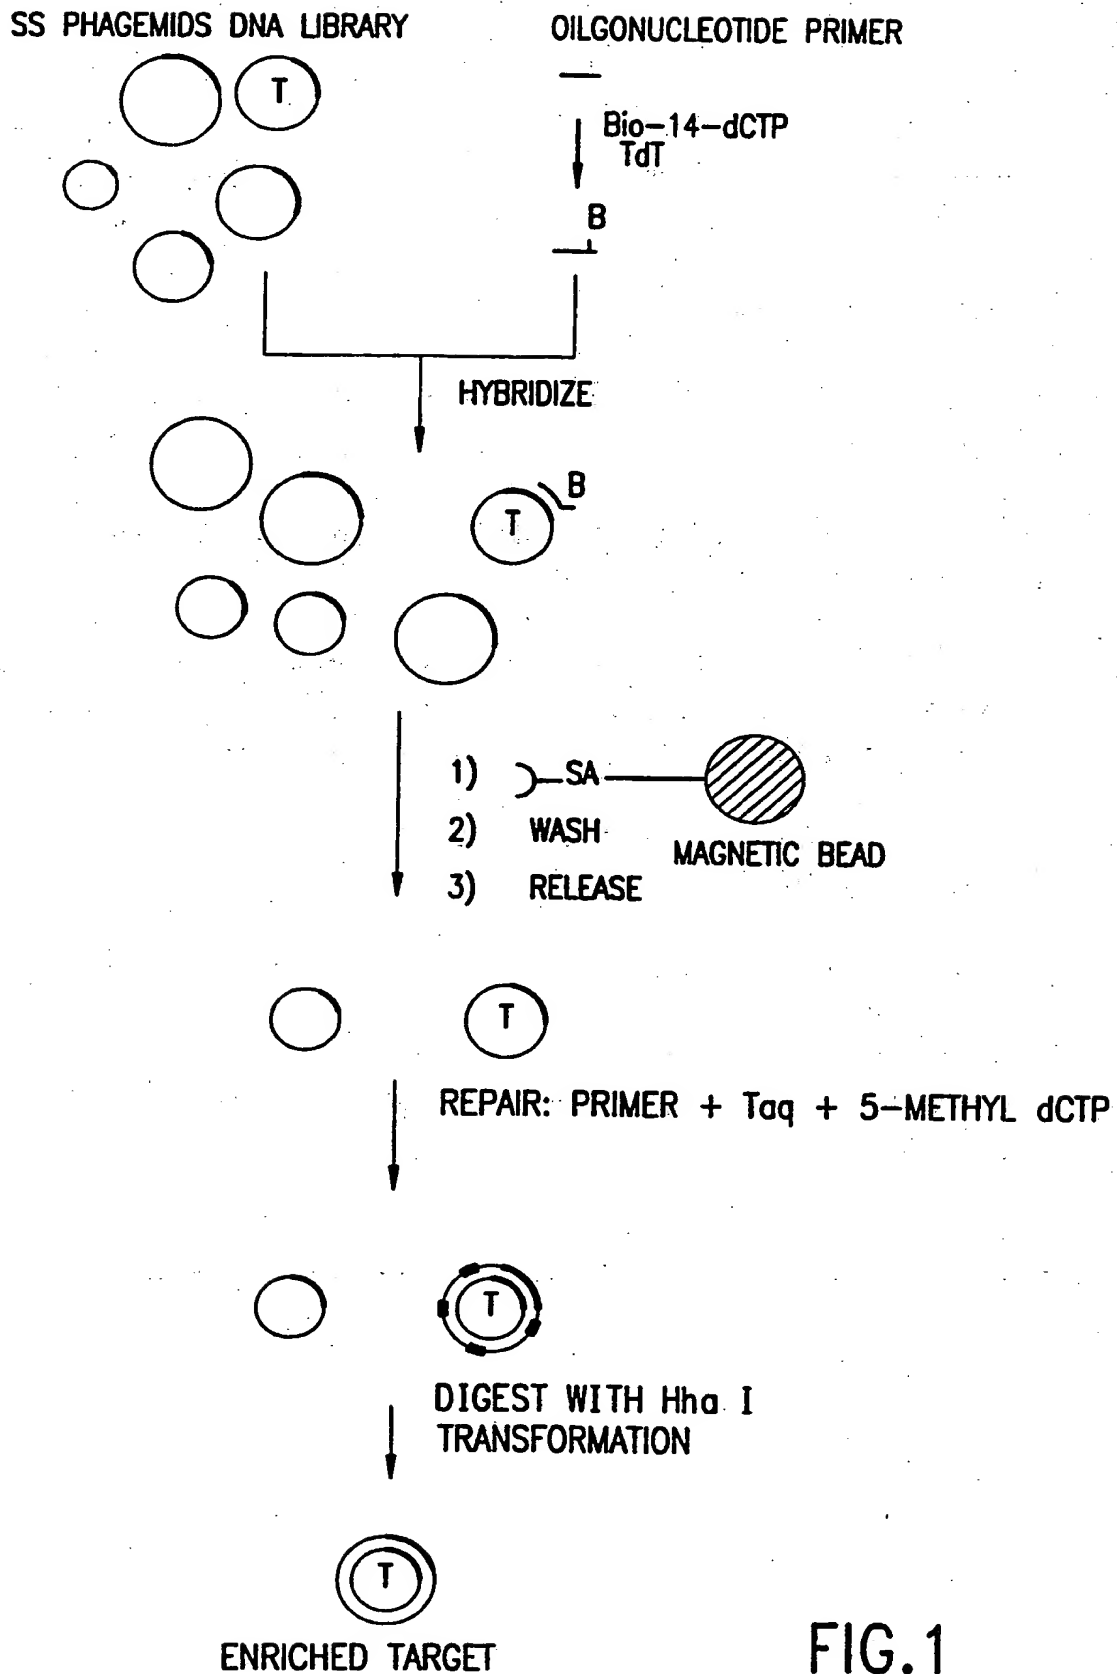 SS PHAGEMIDS DNA LIBRARY
OILGONUCLEOTIDE PRIMER
T
Bio-14-dCTP
TdT
B
HYBRIDIZE
B
T
1) SA
2) WASH
MAGNETIC BEAD
3) RELEASE
T
REPAIR: PRIMER + Taq + 5-METHYL dCTP
T
DIGEST WITH Hha I
TRANSFORMATION
T
ENRICHED TARGET
FIG.1